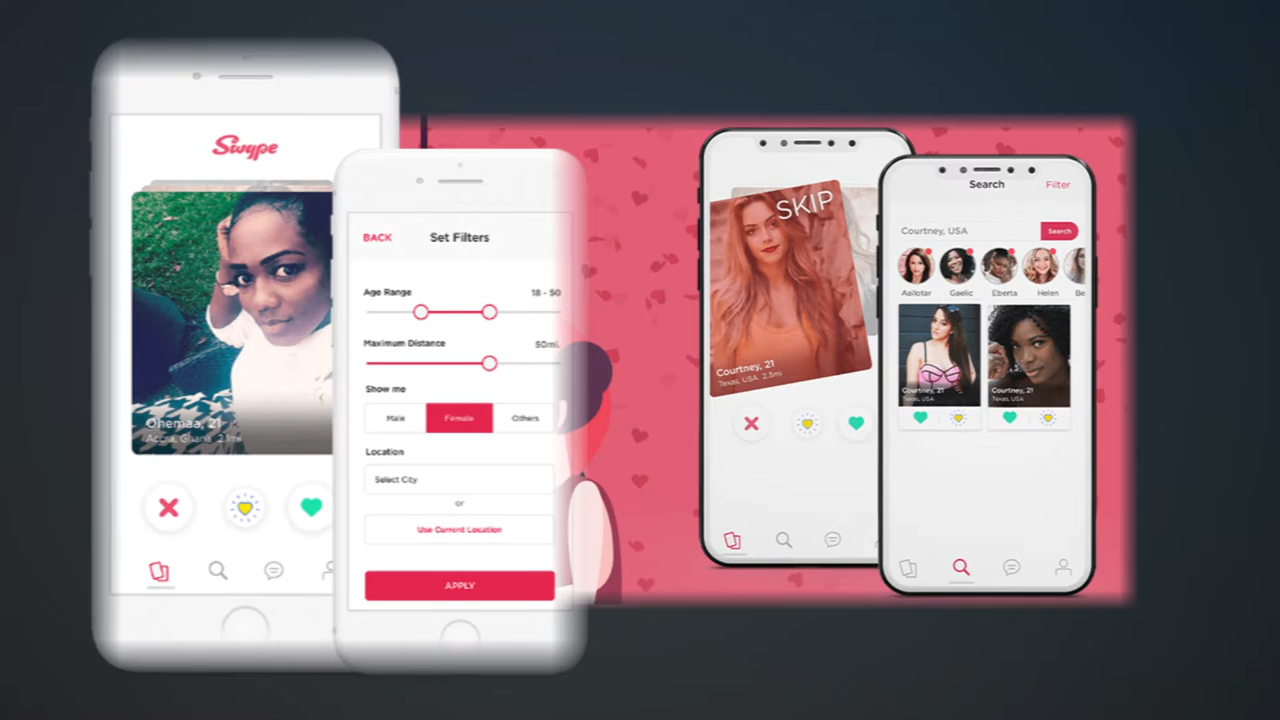 Swype
Ohemaa, 21
Accra, Ghana 2.1mi
BACK
Set Filters
Age Range
18 - 50
Maximum Distance
50mi.
Show me
Male
Female
Others
Location
Select City
or
Use Current Location
APPLY
SKIP
Courtney, 21
Texas, USA 2.3mi
Search
Filter
Courtney, USA
Search
Aaliotar
Gaelic
Eberta
Helen
Be
Courtney, 21
Texas, USA
Courtney, 21
Texas, USA